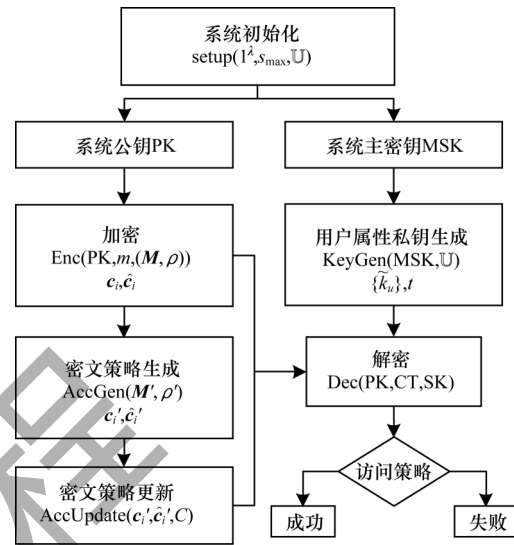 系统初始化
setup(1^λ,s_max,𝕌)
系统公钥PK
系统主密钥MSK
加密
Enc(PK,m,(M,ρ))
c_i,ĉ_i
用户属性私钥生成
KeyGen(MSK,𝕌)
{k̃_u},t
密文策略生成
AccGen(M′,ρ′)
c_i′,ĉ_i′
解密
Dec(PK,CT,SK)
密文策略更新
AccUpdate(c_i′,ĉ_i′,C)
访问策略
成功
失败
程